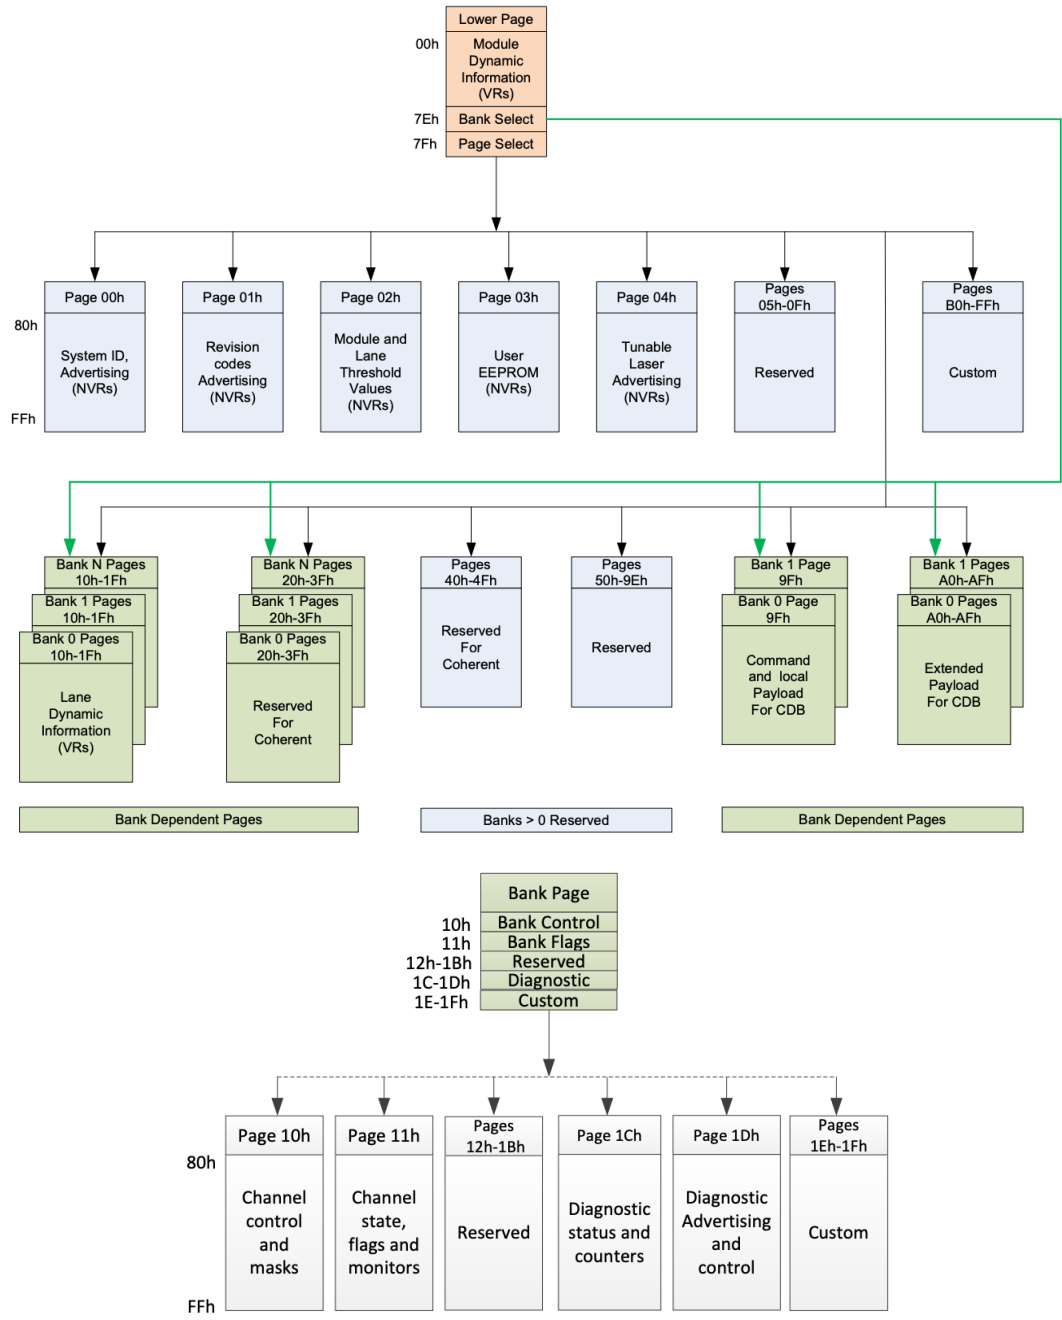 Lower Page
00h
Module
Dynamic
Information
(VRs)
7Eh
Bank Select
7Fh
Page Select
Page 00h
Page 01h
Page 02h
Page 03h
Page 04h
Pages
05h-0Fh
Pages
B0h-FFh
80h
System ID,
Advertising
(NVRs)
Revision
codes
Advertising
(NVRs)
Module and
Lane
Threshold
Values
(NVRs)
User
EEPROM
(NVRs)
Tunable
Laser
Advertising
(NVRs)
Reserved
Custom
FFh
Bank N Pages
10h-1Fh
Bank 1 Pages
10h-1Fh
Bank 0 Pages
10h-1Fh
Lane
Dynamic
Information
(VRs)
Bank N Pages
20h-3Fh
Bank 1 Pages
20h-3Fh
Bank 0 Pages
20h-3Fh
Reserved
For
Coherent
Pages
40h-4Fh
Reserved
For
Coherent
Pages
50h-9Eh
Reserved
Bank 1 Page
9Fh
Bank 0 Page
9Fh
Command
and local
Payload
For CDB
Bank 1 Pages
A0h-AFh
Bank 0 Pages
A0h-AFh
Extended
Payload
For CDB
Bank Dependent Pages
Banks > 0 Reserved
Bank Dependent Pages
Bank Page
10h
Bank Control
11h
Bank Flags
12h-1Bh
Reserved
1C-1Dh
Diagnostic
1E-1Fh
Custom
Page 10h
Page 11h
Pages
12h-1Bh
Page 1Ch
Page 1Dh
Pages
1Eh-1Fh
80h
Channel
control
and
masks
Channel
state,
flags and
monitors
Reserved
Diagnostic
status and
counters
Diagnostic
Advertising
and
control
Custom
FFh